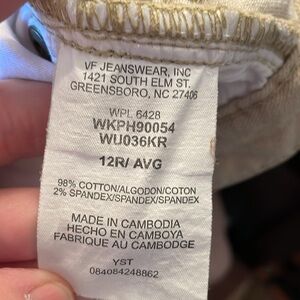 VF JEANSWEAR, INC
1421 SOUTH ELM ST.
GREENSBORO, NC 27406
WPL 6428
WKPH90054
WU036KR
12R/ AVG
98% COTTON/ALGODON/COTON
2% SPANDEX/SPANDEX/SPANDEX
MADE IN CAMBODIA
HECHO EN CAMBOYA
FABRIQUE AU CAMBODGE
YST
084084248862